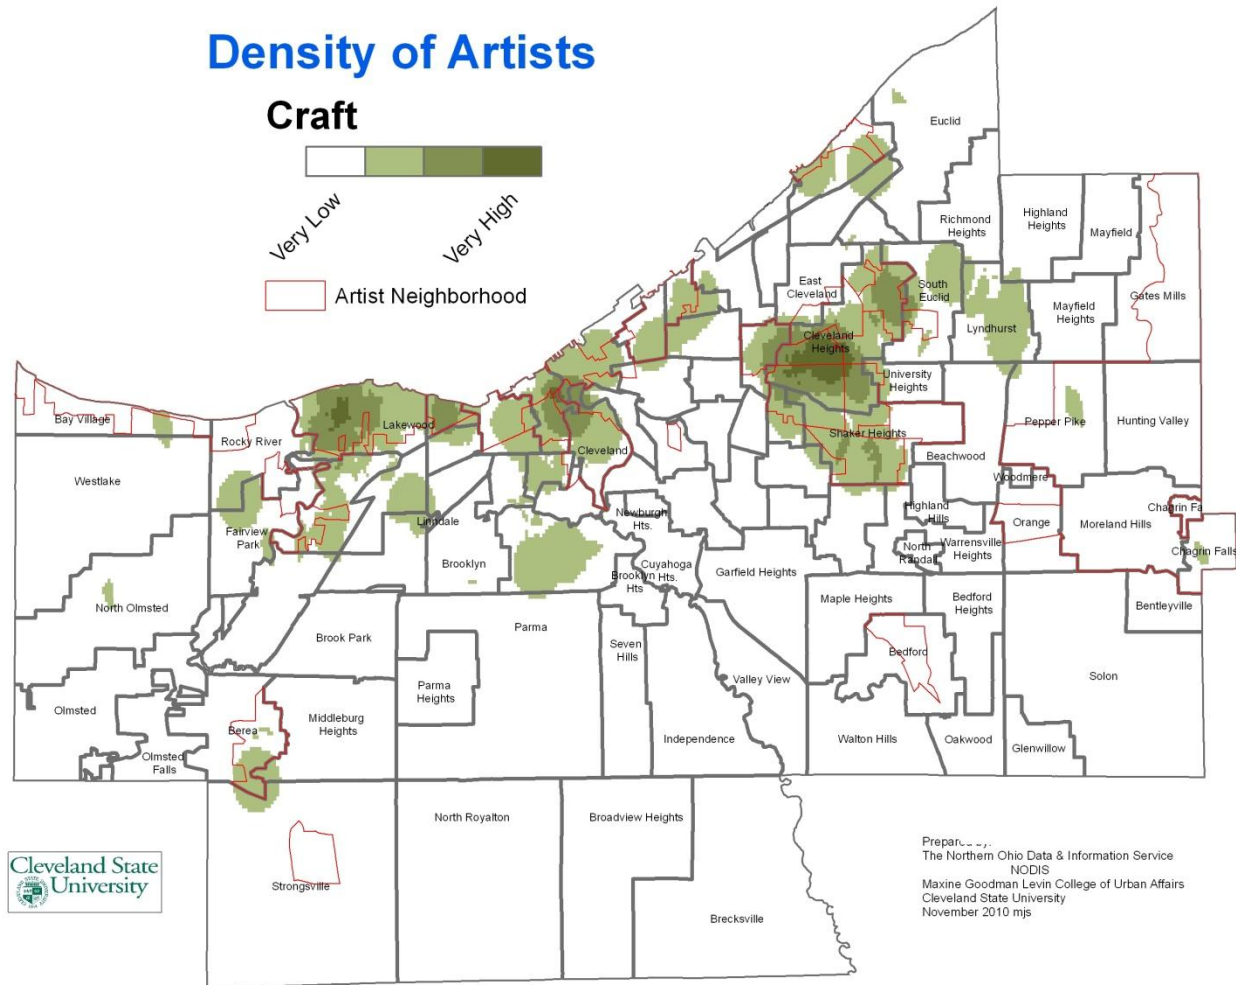 Density of Artists
Craft
Very Low
Very High
Artist Neighborhood
Euclid
Richmond
Heights
Highland
Heights
Mayfield
East
Cleveland
South
Euclid
Gates Mills
Mayfield
Heights
Lyndhurst
Cleveland
Heights
University
Heights
Bay Village
Rocky River
Lakewood
Cleveland
Shaker Heights
Pepper Pike
Hunting Valley
Beachwood
Westlake
Woodmere
Fairview
Park
Linndale
Newburgh
Hts.
Highland
Hills
Orange
Moreland Hills
Chagrin Fa
Chagrin Falls
North
Randall
Warrensville
Heights
Brooklyn
Brooklyn
Hts
Cuyahoga
Hts.
Garfield Heights
North Olmsted
Maple Heights
Bedford
Heights
Bentleyville
Brook Park
Parma
Seven
Hills
Bedford
Parma
Heights
Valley View
Solon
Olmsted
Berea
Middleburg
Heights
Independence
Walton Hills
Oakwood
Glenwillow
Olmsted
Falls
North Royalton
Broadview Heights
Strongsville
Brecksville
Cleveland State
University
Prepared by:
The Northern Ohio Data & Information Service
NODIS
Maxine Goodman Levin College of Urban Affairs
Cleveland State University
November 2010 mjs